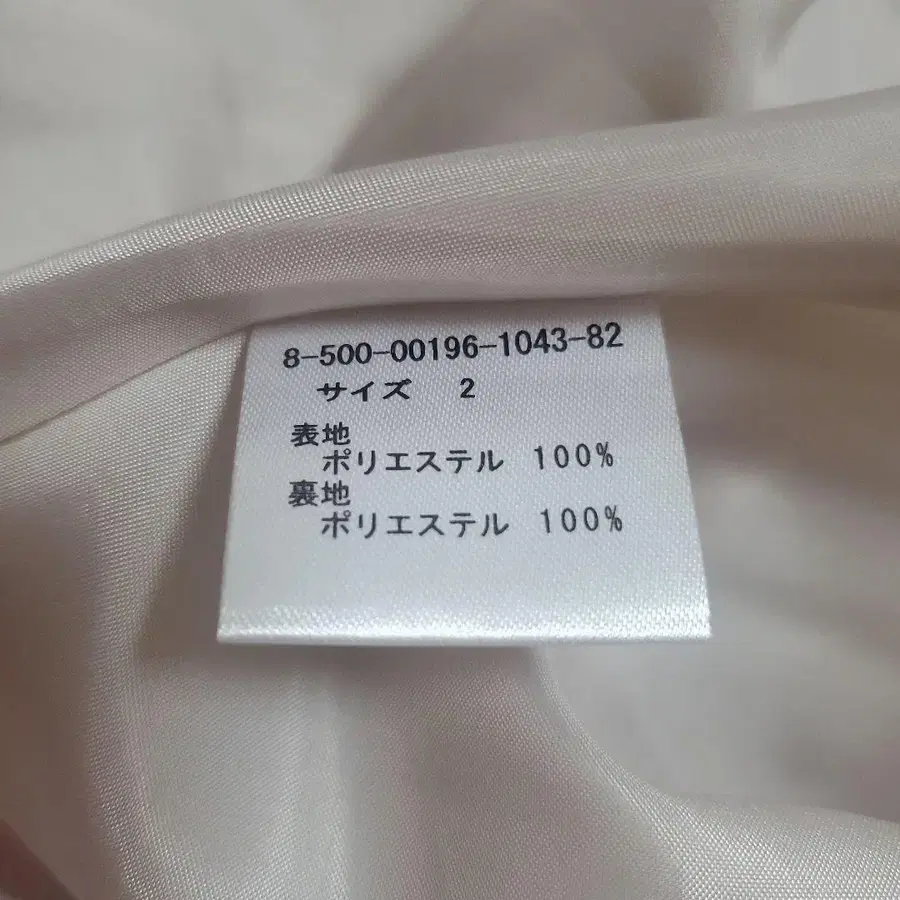 8-500-00196-1043-82
サイズ 2
表地
ポリエステル 100%
裏地
ポリエステル 100%